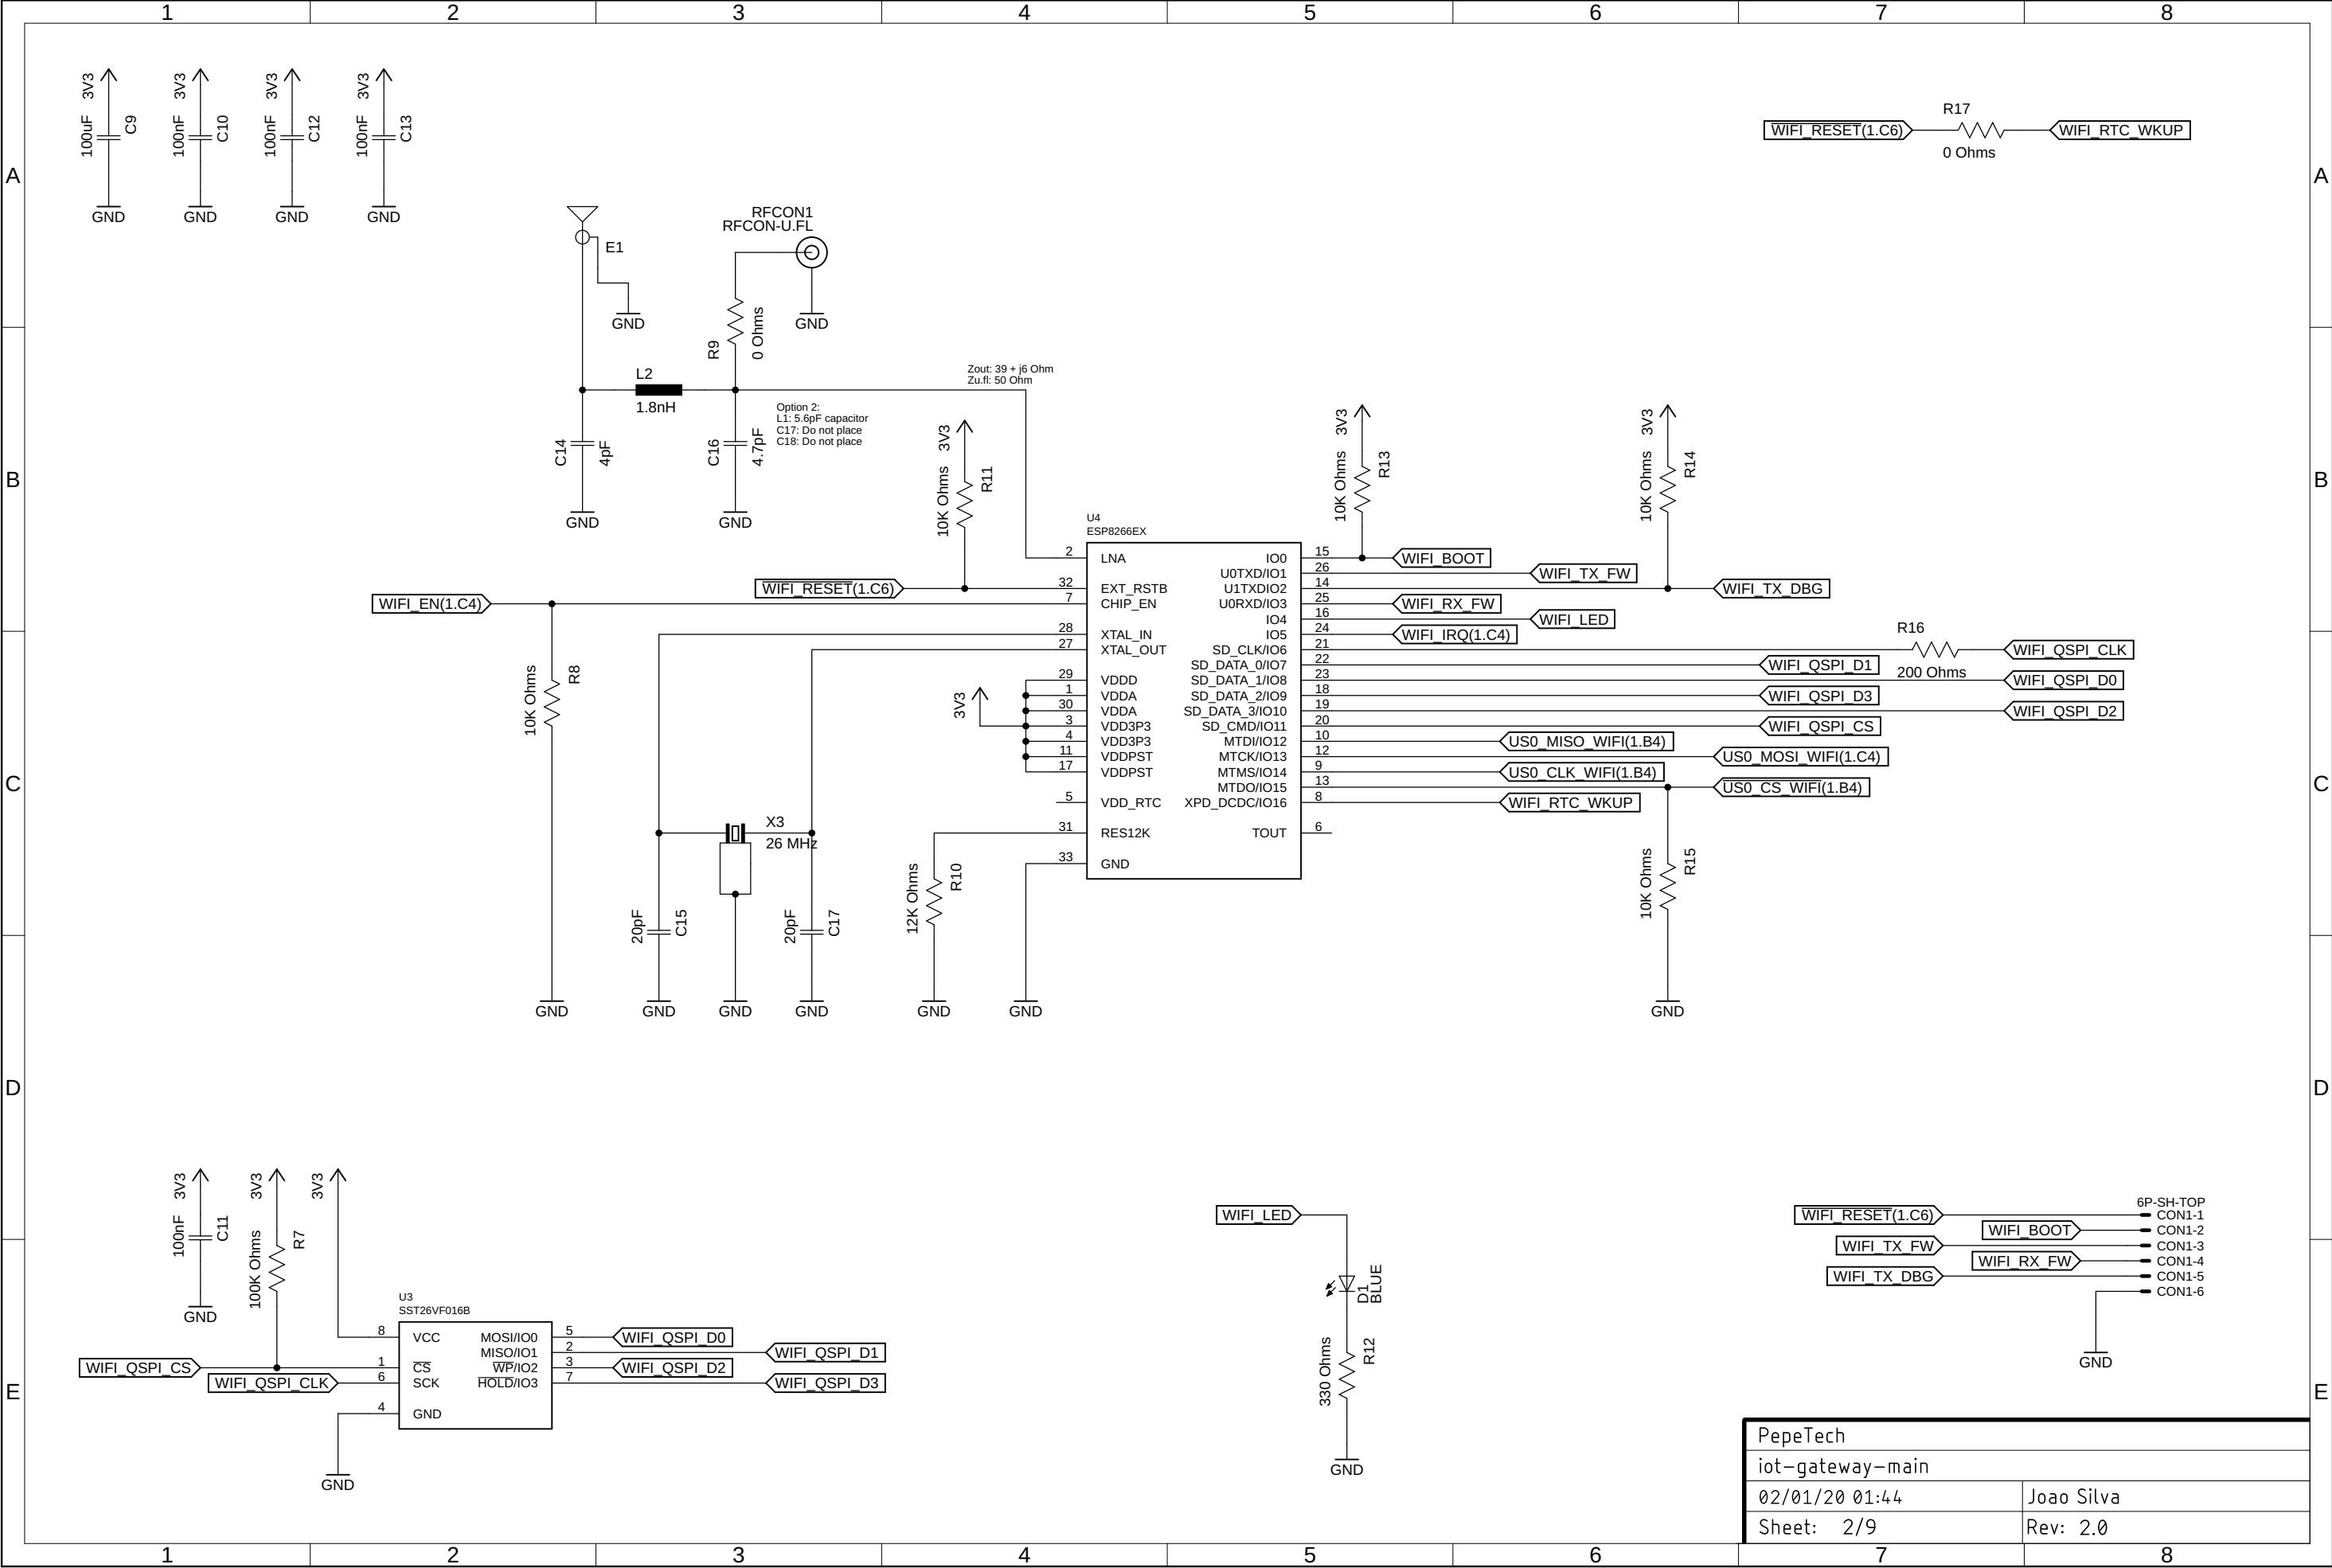 1 2 3 4 5 6 7 8
A A
B B
C C
D D
E E
3V3 3V3 3V3 3V3
100uF C9 100nF C10 100nF C12 100nF C13
GND GND GND GND
WIFI_RESET(1.C6) R17 WIFI_RTC_WKUP
0 Ohms
E1
GND
RFCON1
RFCON-U.FL
GND
R9 0 Ohms
L2
1.8nH
C14 4pF
GND
C16 4.7pF
GND
Option 2:
L1: 5.6pF capacitor
C17: Do not place
C18: Do not place
Zout: 39 + j6 Ohm
Zu.fl: 50 Ohm
3V3
10K Ohms R11
WIFI_RESET(1.C6)
WIFI_EN(1.C4)
10K Ohms R8
GND
X3
26 MHz
20pF C15
GND
GND
20pF C17
GND
3V3
12K Ohms R10
GND
GND
U4
ESP8266EX
2 LNA
32 EXT_RSTB
7 CHIP_EN
28 XTAL_IN
27 XTAL_OUT
29 VDDD
1 VDDA
30 VDDA
3 VDD3P3
4 VDD3P3
11 VDDPST
17 VDDPST
5 VDD_RTC
31 RES12K
33 GND
IO0 15 WIFI_BOOT
U0TXD/IO1 26 WIFI_TX_FW
U1TXDIO2 14 WIFI_TX_DBG
U0RXD/IO3 25 WIFI_RX_FW
IO4 16 WIFI_LED
IO5 24 WIFI_IRQ(1.C4)
SD_CLK/IO6 21 WIFI_QSPI_CLK
SD_DATA_0/IO7 22 WIFI_QSPI_D1
SD_DATA_1/IO8 23 WIFI_QSPI_D0
SD_DATA_2/IO9 18 WIFI_QSPI_D3
SD_DATA_3/IO10 19 WIFI_QSPI_D2
SD_CMD/IO11 20 WIFI_QSPI_CS
MTDI/IO12 10 US0_MISO_WIFI(1.B4)
MTCK/IO13 12 US0_MOSI_WIFI(1.C4)
MTMS/IO14 9 US0_CLK_WIFI(1.B4)
MTDO/IO15 13 US0_CS_WIFI(1.B4)
XPD_DCDC/IO16 8 WIFI_RTC_WKUP
TOUT 6
3V3
10K Ohms R13
3V3
10K Ohms R14
R16
200 Ohms
10K Ohms R15
GND
3V3 3V3 3V3
100nF C11
GND
100K Ohms R7
U3
SST26VF016B
8 VCC
WIFI_QSPI_CS 1 CS
WIFI_QSPI_CLK 6 SCK
4 GND
GND
MOSI/IO0 5 WIFI_QSPI_D0
MISO/IO1 2 WIFI_QSPI_D1
WP/IO2 3 WIFI_QSPI_D2
HOLD/IO3 7 WIFI_QSPI_D3
WIFI_LED
D1
BLUE
330 Ohms R12
GND
6P-SH-TOP
WIFI_RESET(1.C6) CON1-1
WIFI_BOOT CON1-2
WIFI_TX_FW CON1-3
WIFI_RX_FW CON1-4
WIFI_TX_DBG CON1-5
CON1-6
GND
PepeTech
iot-gateway-main
02/01/20 01:44 Joao Silva
Sheet: 2/9 Rev: 2.0
1 2 3 4 5 6 7 8